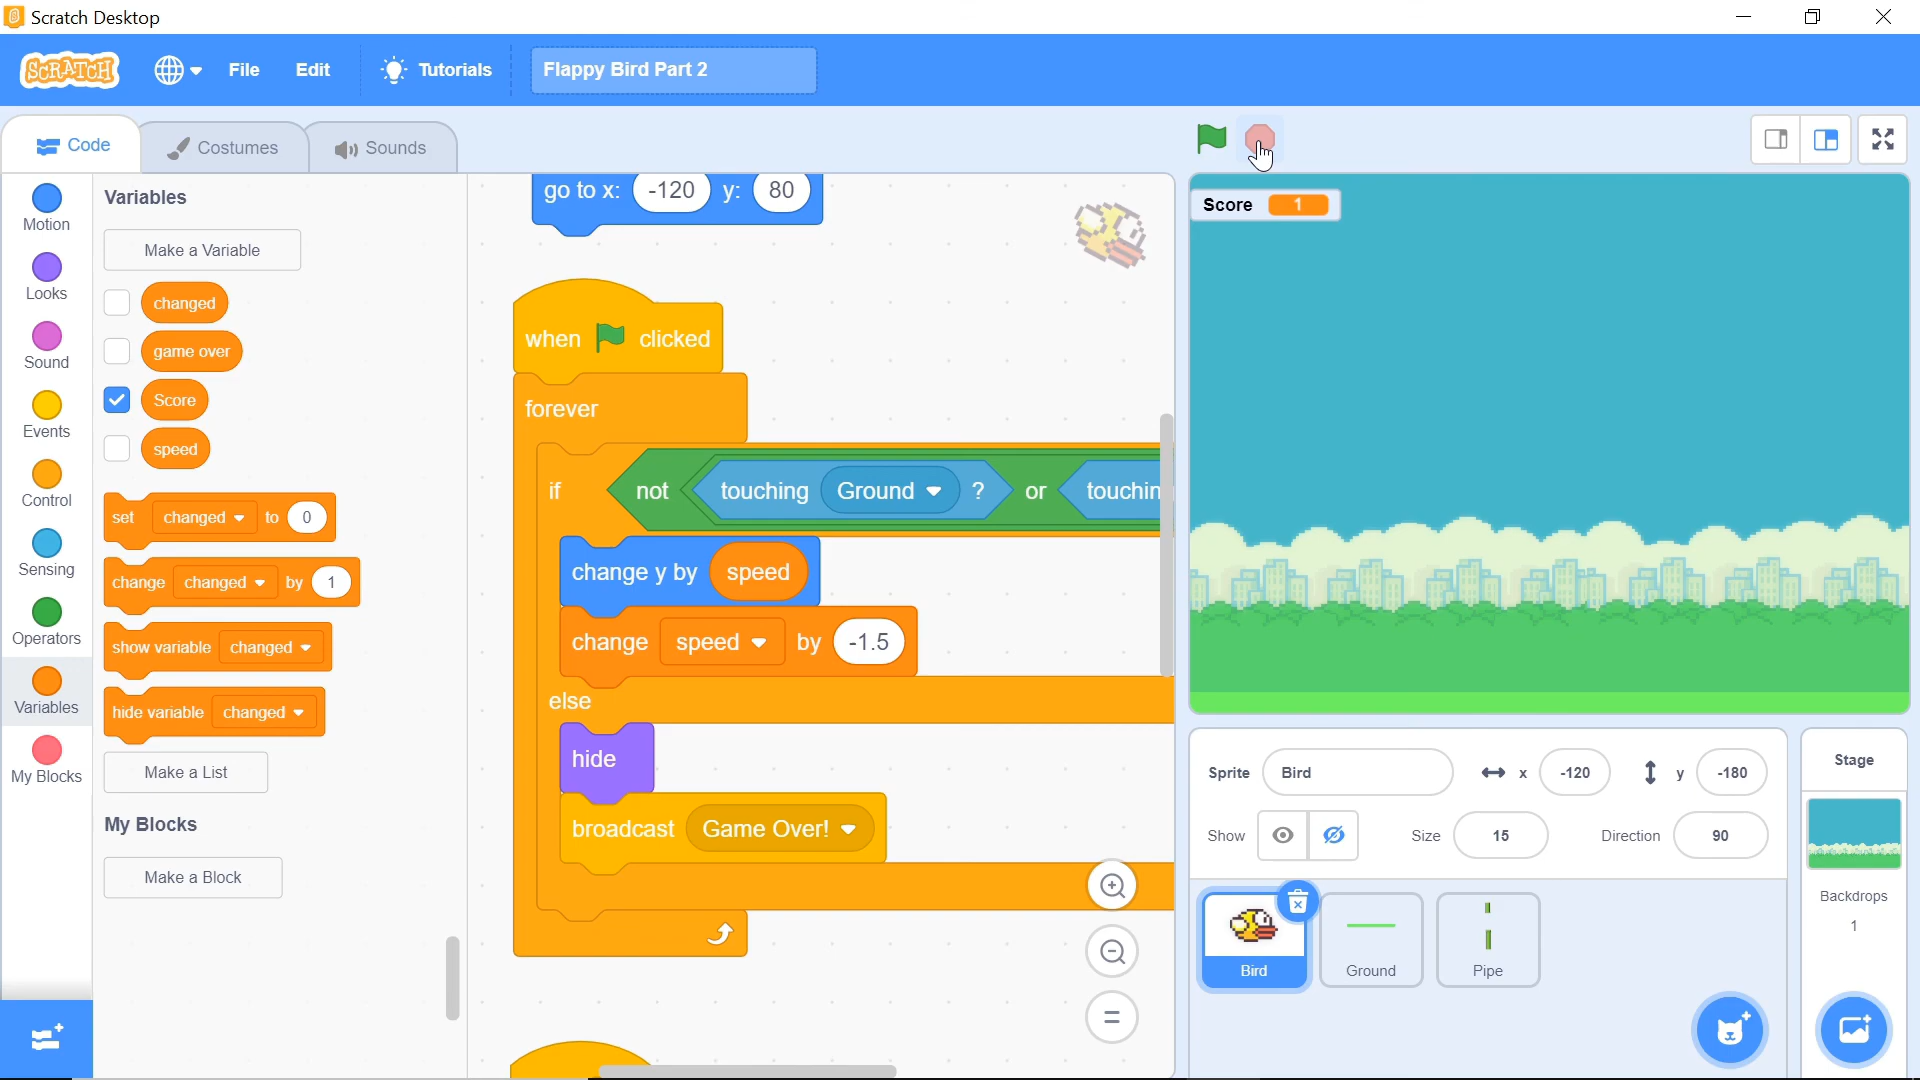 Scratch Desktop
SCRATCH
File
Edit
Tutorials
Flappy Bird Part 2
Code
Costumes
Sounds
Motion
Looks
Sound
Events
Control
Sensing
Operators
Variables
My Blocks
Variables
Make a Variable
changed
game over
Score
speed
set changed to 0
change changed by 1
show variable changed
hide variable changed
Make a List
My Blocks
Make a Block
go to x: -120 y: 80
when clicked
forever
if not touching Ground ? or touchin
change y by speed
change speed by -1.5
else
hide
broadcast Game Over!
Score 1
Sprite Bird x -120 y -180
Show Size 15 Direction 90
Bird
Ground
Pipe
Stage
Backdrops
1